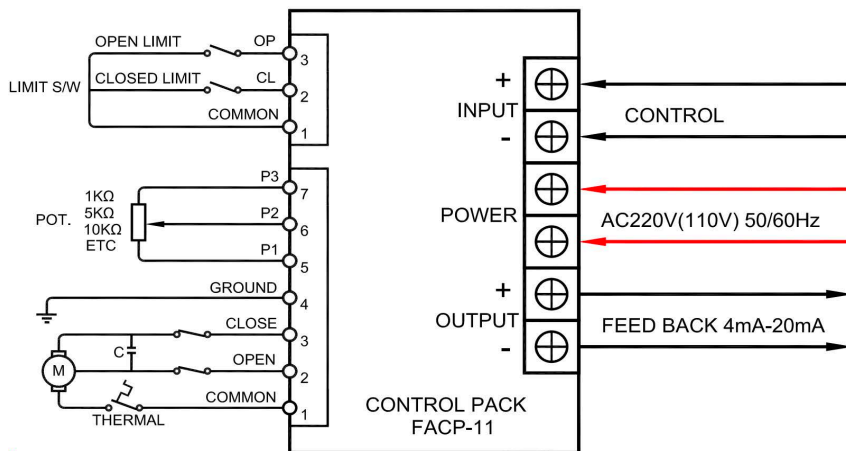 OPEN LIMIT OP
3
LIMIT S/W CLOSED LIMIT CL
2
COMMON
1
P3
7
1KΩ
POT. 5KΩ P2
10KΩ 6
ETC
P1
5
GROUND
4
CLOSE
3
C
M OPEN
2
COMMON
1
THERMAL
+
INPUT CONTROL
-
POWER AC220V(110V) 50/60Hz
+
OUTPUT FEED BACK 4mA-20mA
-
CONTROL PACK
FACP-11